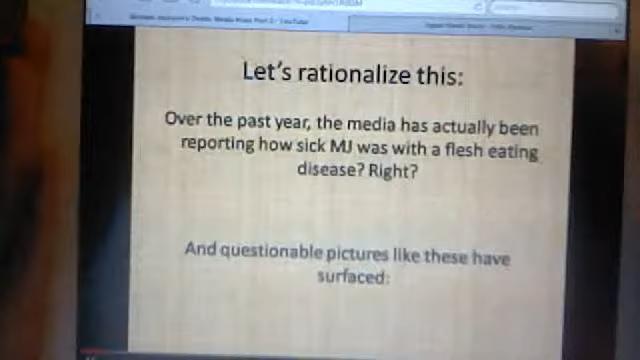 Let's rationalize this:
Over the past year, the media has actually been
reporting how sick MJ was with a flesh eating
disease? Right?
And questionable pictures like these have
surfaced: